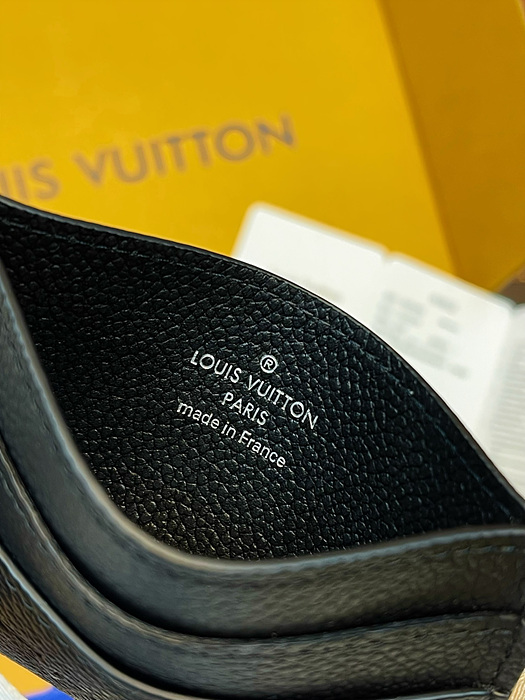 UIS VUITTON
®
LOUIS VUITTON
PARIS
made in France